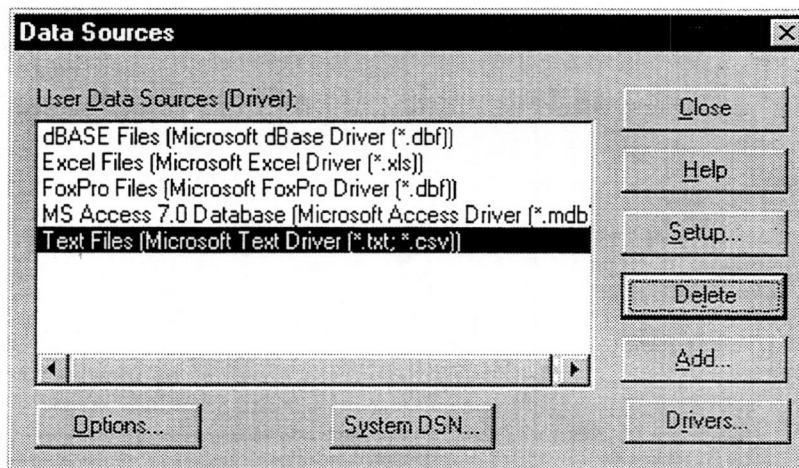 Data Sources
User Data Sources (Driver):
dBASE Files (Microsoft dBase Driver (*.dbf))
Excel Files (Microsoft Excel Driver (*.xls))
FoxPro Files (Microsoft FoxPro Driver (*.dbf))
MS Access 7.0 Database (Microsoft Access Driver (*.mdb)
Text Files (Microsoft Text Driver (*.txt; *.csv))
Close
Help
Setup...
Delete
Add...
Drivers...
Options...
System DSN...